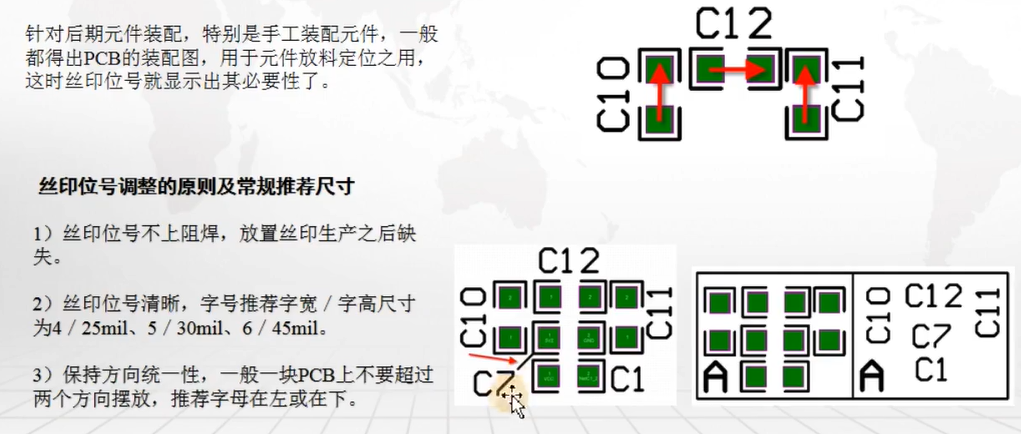 针对后期元件装配，特别是手工装配元件，一般
都得出PCB的装配图，用于元件放料定位之用，
这时丝印位号就显示出其必要性了。
C12
C10
C11
丝印位号调整的原则及常规推荐尺寸
1）丝印位号不上阻焊，放置丝印生产之后缺
失。
2）丝印位号清晰，字号推荐字宽／字高尺寸
为4／25mil、5／30mil、6／45mil。
3）保持方向统一性，一般一块PCB上不要超过
两个方向摆放，推荐字母在左或在下。
C12
C10
C11
C7
C1
A
A
C10
C12
C11
C7
C1